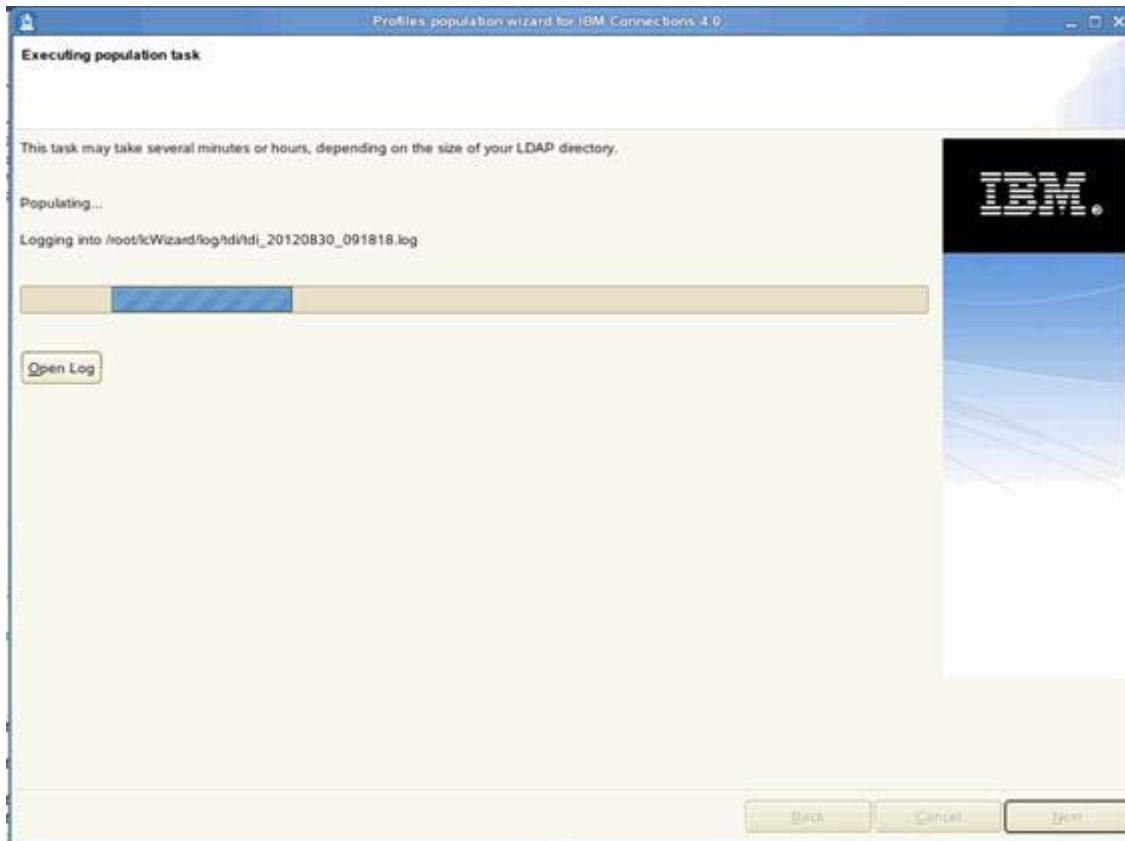 Profiles population wizard for IBM Connections 4.0
Executing population task
This task may take several minutes or hours, depending on the size of your LDAP directory.
Populating...
Logging into /root/lcWizard/log/tdi/tdi_20120830_091818.log
Open Log
IBM®
Back
Cancel
Next